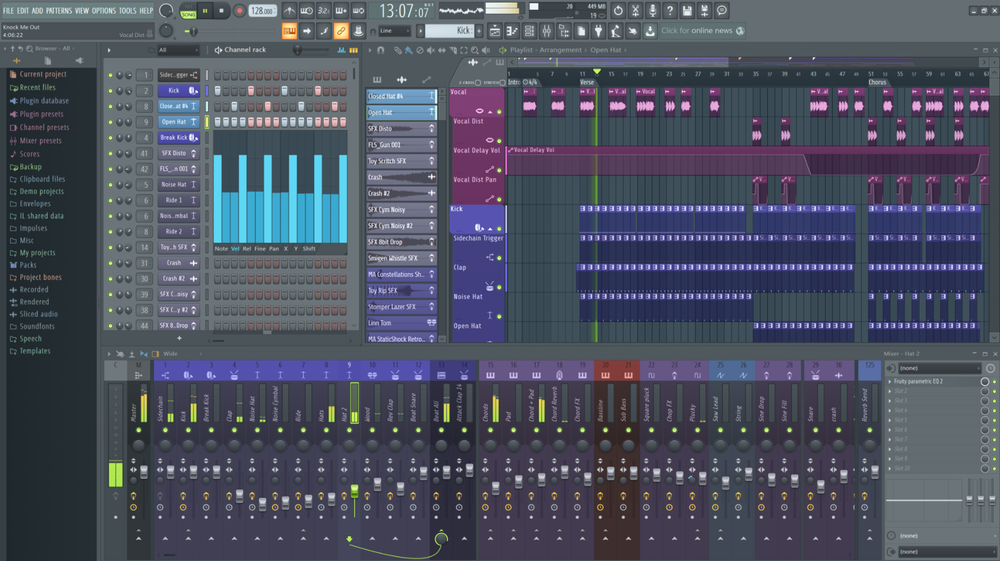 FILE EDIT ADD PATTERNS VIEW OPTIONS TOOLS HELP
PAT
SONG
128.000
3.2.
13:07:07
B:S:T
20
449 MB
19
Knock Me Out
4:06:22
Vocal Dist
Line
Kick
Click for online news
Browser - All
All
Channel rack
Playlist - Arrangement › Open Hat
Current project
Recent files
Plugin database
Plugin presets
Channel presets
Mixer presets
Scores
Backup
Clipboard files
Demo projects
Envelopes
IL shared data
Impulses
Misc
My projects
Packs
Project bones
Recorded
Rendered
Sliced audio
Soundfonts
Speech
Templates
1 Sidec..gger
2 Kick
8 Close..at #4
9 Open Hat
4 Break Kick
41 SFX Disto
42 FLS_..n 001
5 Noise Hat
6 Ride 1
6 Nois..mbal
8 Ride 2
14 Toy..h SFX
31 Crash
30 Crash #2
39 SFX C..oisy
38 SFX C..y #2
44 SFX 8..Drop
Note Vel Rel Fine Pan X Y Shift
Closed Hat #4
Open Hat
SFX Disto
FLS_Gun 001
Toy Scritch SFX
Crash
Crash #2
SFX Cym Noisy
SFX Cym Noisy #2
SFX 8bit Drop
Smigen Whistle SFX
MA Constellations Sh..
Toy Rip SFX
Stomper Lazer SFX
Linn Tom
MA StaticShock Retro..
Z-CROSS STRETCH
1 5 7 9 11 13 15 17 19 21 23 25 27 29 31 33 35 37 39 41 43 45 47 49 51 53 55 57 59 61 63 65 67
Intro 4/4 Verse Chorus
Vocal
Vocal Dist
Vocal Delay Vol
Vocal Delay Vol
Vocal Dist Pan
Kick
Sidechain Trigger
Clap
Noise Hat
Open Hat
Wide
Mixer - Hat 2
C M 1 2 3 4 5 6 7 8 9 10 11 12 13 14 15 16 17 18 19 20 21 22 23 24 25 26 27 28 29 30 125
Master
Sidechain
Kick
Break Kick
Clap
Noise Hat
Noise Cymbal
Ride
Hats
Hat 2
Wood
Rev Clap
Beat Snare
Beat All
Attack Clap 14
Chords
Pad
Chord + Pad
Chord Reverb
Chord FX
Bassline
Sub Bass
Square pluck
Chop FX
Plucky
Saw Lead
String
Sine Drop
Sine Fill
Snare
crash
Reverb Send
(none)
Fruity parametric EQ 2
Slot 2
Slot 3
Slot 4
Slot 5
Slot 6
Slot 7
Slot 8
Slot 9
Slot 10
(none)
(none)